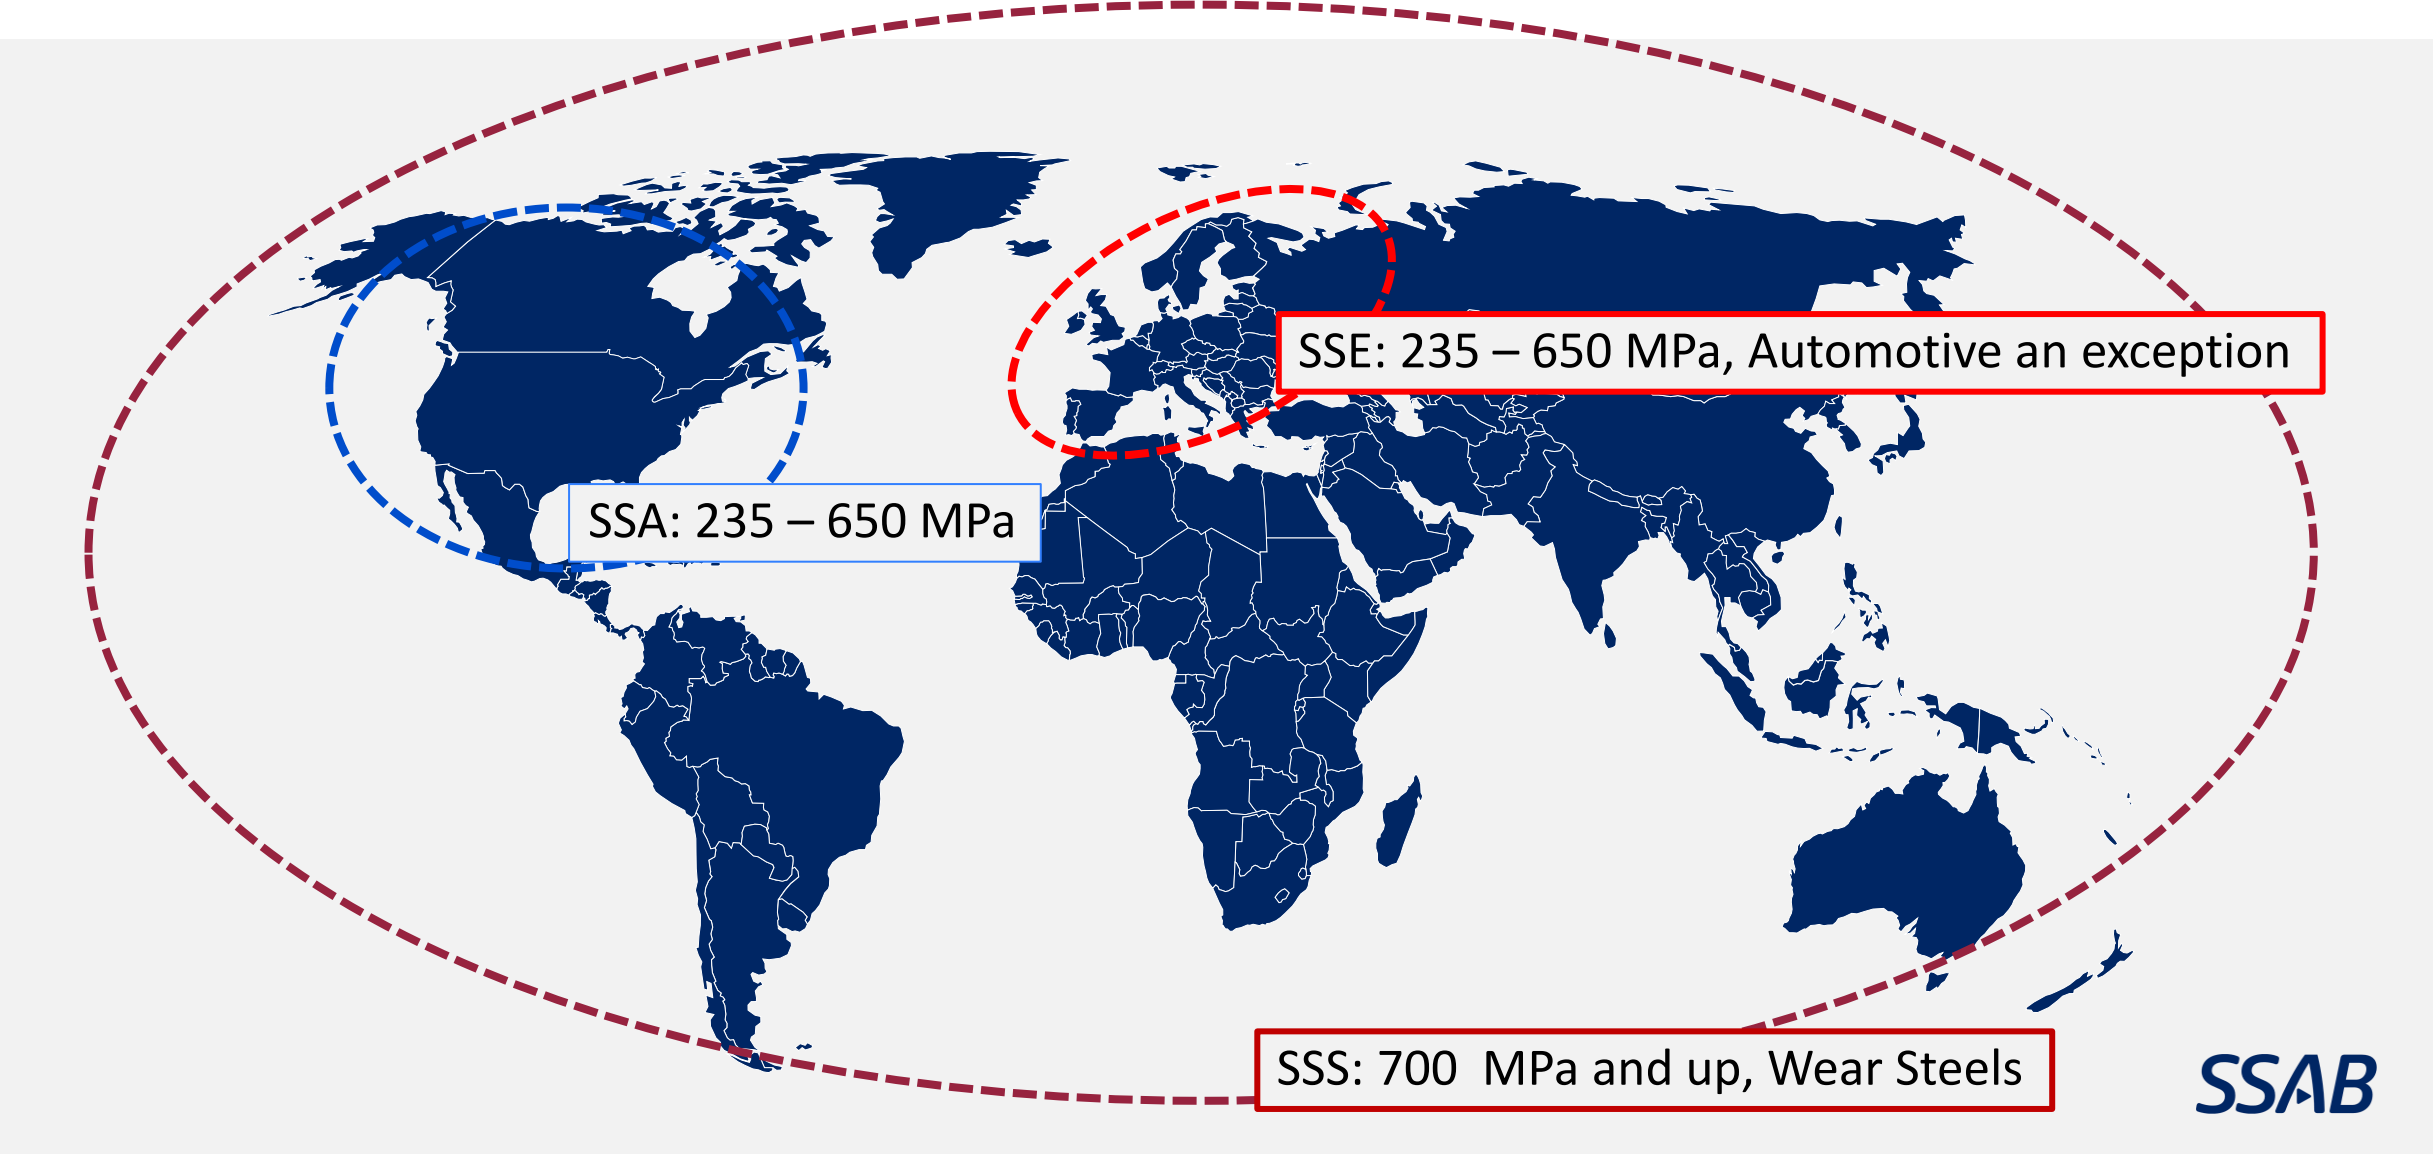 SSE: 235 – 650 MPa, Automotive an exception
SSA: 235 – 650 MPa
SSS: 700  MPa and up, Wear Steels
SSAB